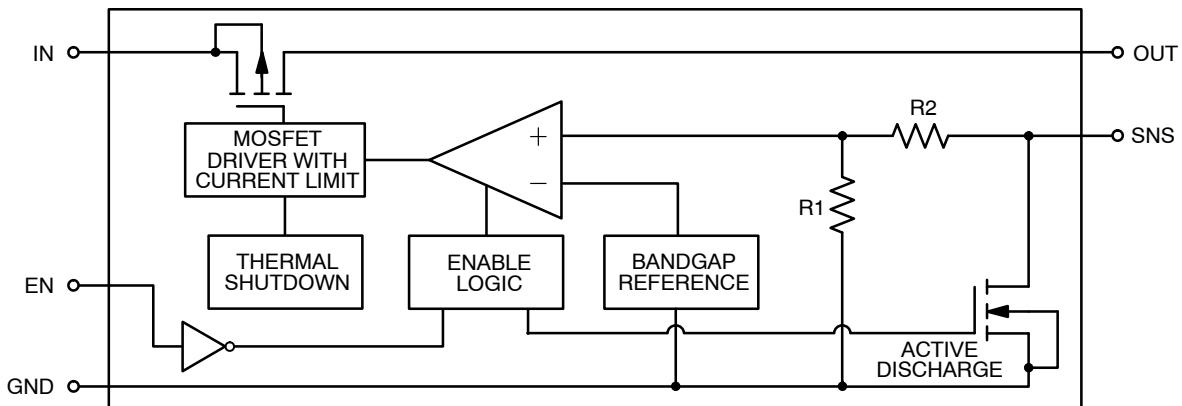 IN
OUT
R2
SNS
+
MOSFET
DRIVER WITH
CURRENT LIMIT
−
R1
THERMAL
SHUTDOWN
ENABLE
LOGIC
BANDGAP
REFERENCE
EN
ACTIVE
DISCHARGE
GND